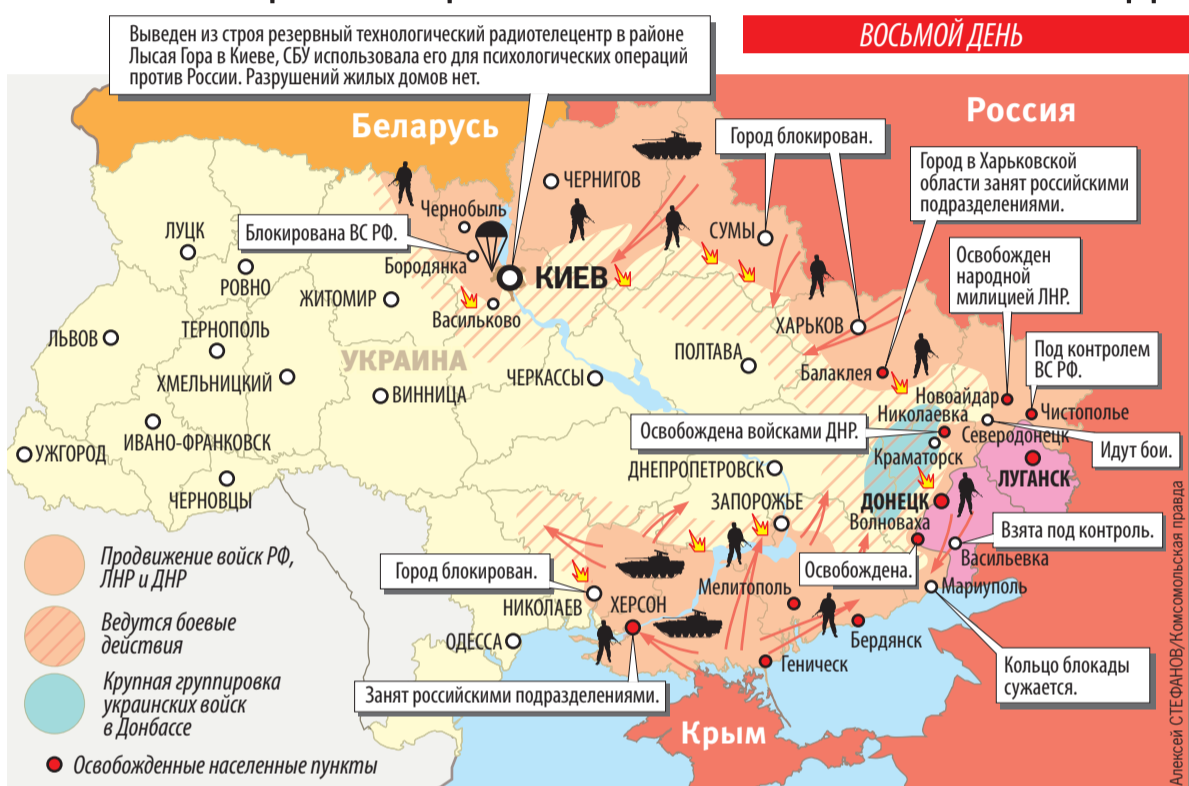 ВОСЬМОЙ ДЕНЬ
Выведен из строя резервный технологический радиотелецентр в районе
Лысая Гора в Киеве, СБУ использовала его для психологических операций
против России. Разрушений жилых домов нет.
Беларусь
Россия
Город блокирован.
Город в Харьковской
области занят российскими
подразделениями.
ЧЕРНИГОВ
Чернобыль
СУМЫ
ЛУЦК
Блокирована ВС РФ.
Бородянка
КИЕВ
Освобожден
народной
милицией ЛНР.
РОВНО
ЖИТОМИР
Васильково
ХАРЬКОВ
ЛЬВОВ
ТЕРНОПОЛЬ
УКРАИНА
ПОЛТАВА
Под контролем
ВС РФ.
ХМЕЛЬНИЦКИЙ
ЧЕРКАССЫ
Балаклея
ВИННИЦА
Новоайдар
Николаевка
Чистополье
ИВАНО-ФРАНКОВСК
Освобождена войсками ДНР.
Северодонецк
УЖГОРОД
Краматорск
Идут бои.
ДНЕПРОПЕТРОВСК
ЛУГАНСК
ЧЕРНОВЦЫ
ЗАПОРОЖЬЕ
ДОНЕЦК
Волноваха
Взята под контроль.
Васильевка
Город блокирован.
Освобождена.
Мелитополь
Мариуполь
НИКОЛАЕВ
ХЕРСОН
ОДЕССА
Бердянск
Геническ
Кольцо блокады
сужается.
Занят российскими подразделениями.
Крым
Продвижение войск РФ,
ЛНР и ДНР
Ведутся боевые
действия
Крупная группировка
украинских войск
в Донбассе
Освобожденные населенные пункты
Алексей СТЕФАНОВ/Комсомольская правда